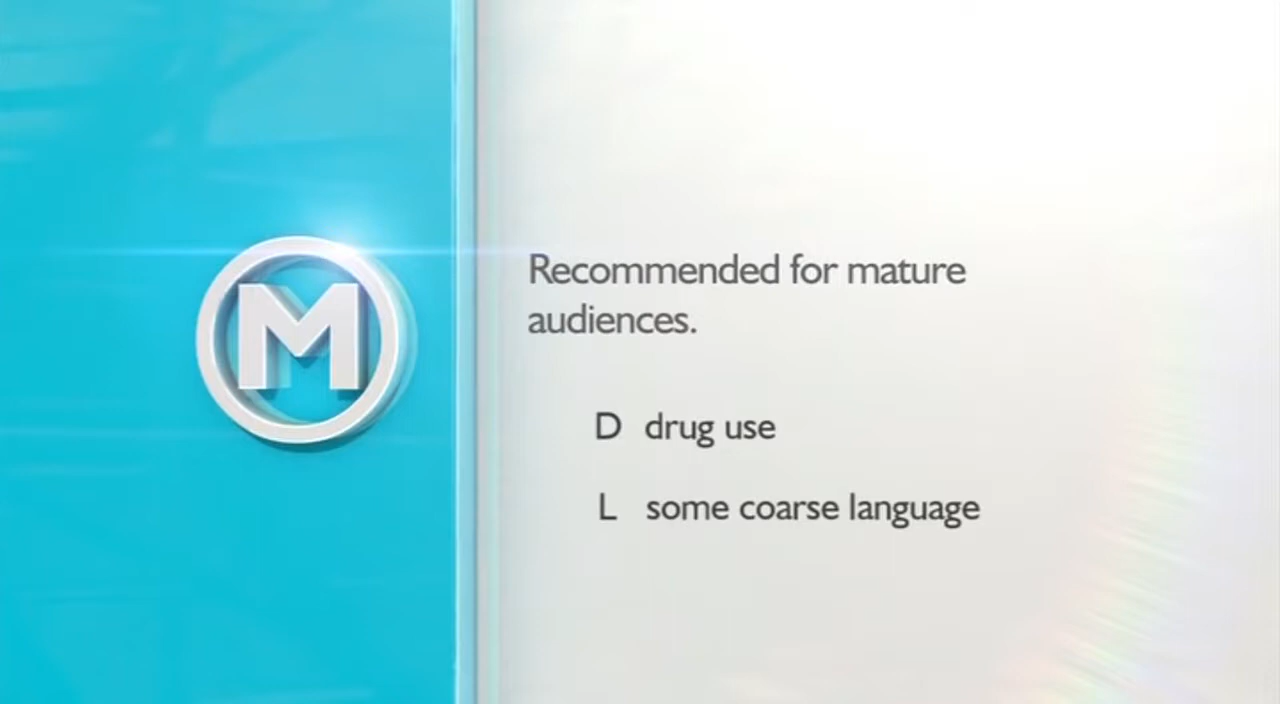 M
Recommended for mature
audiences.
D drug use
L some coarse language